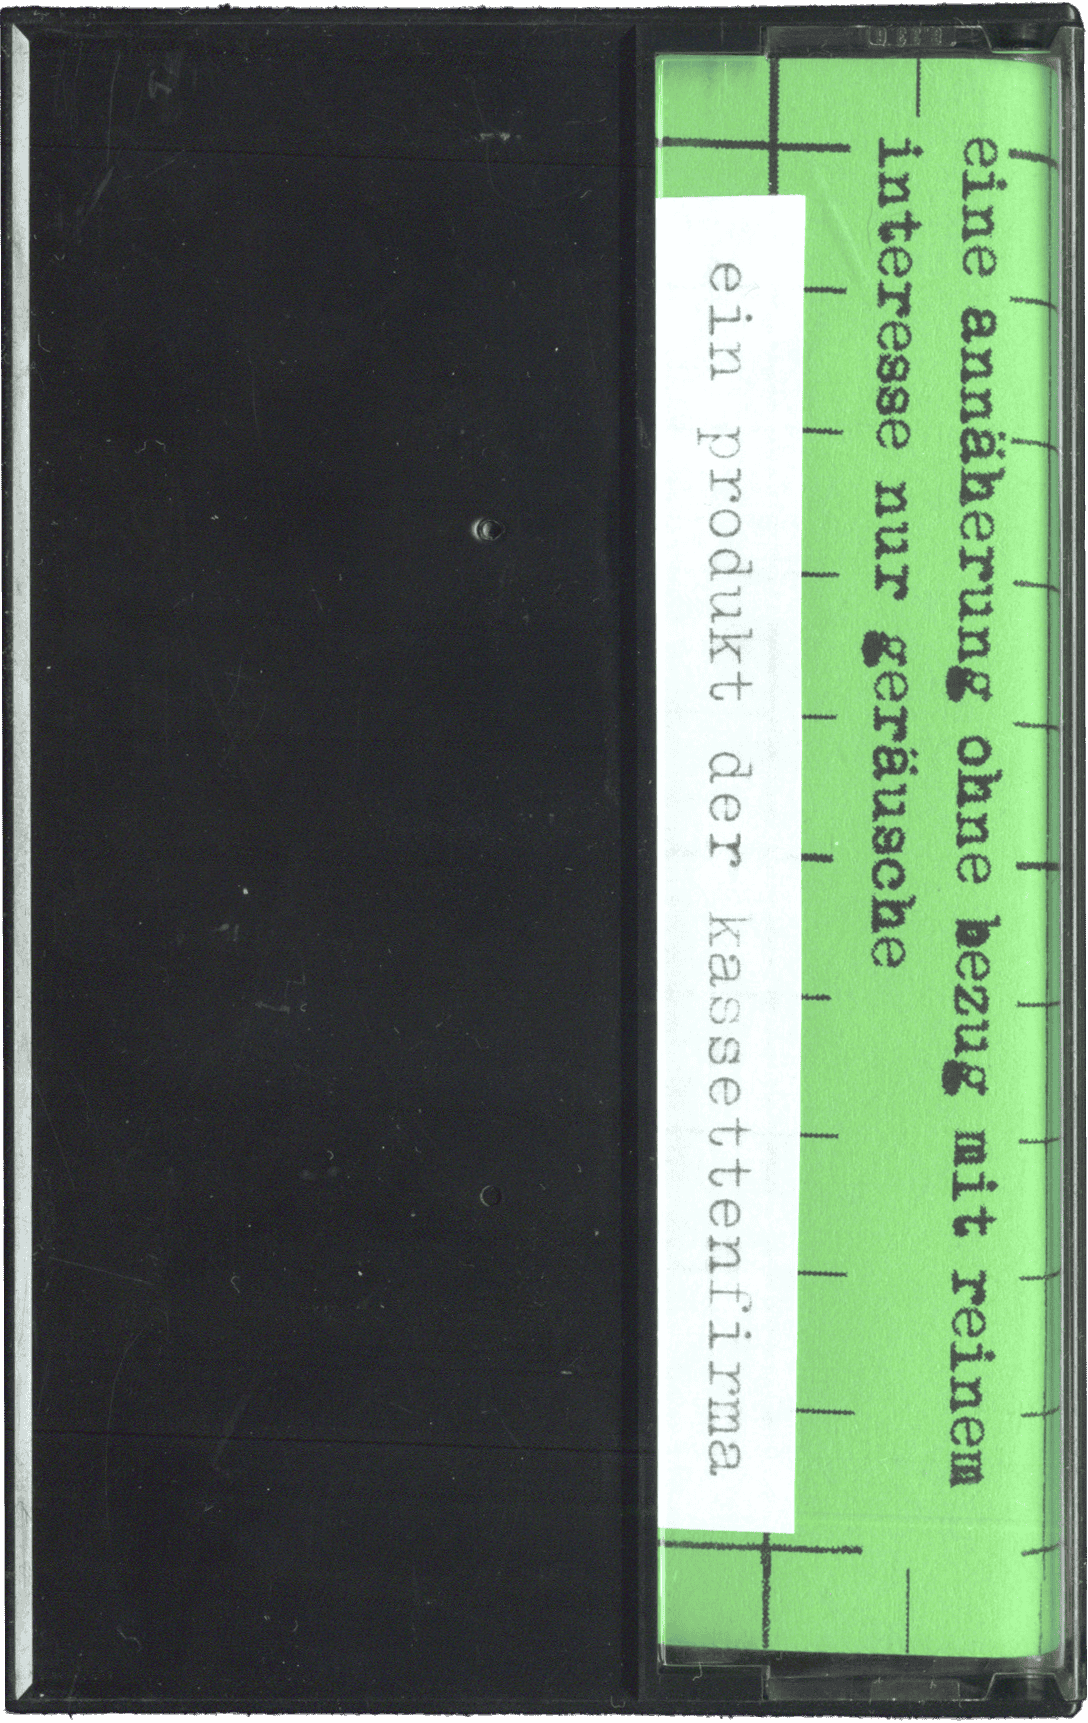 eine annäherung ohne bezug mit reinem
interesse nur geräusche
ein produkt der kassettenfirma